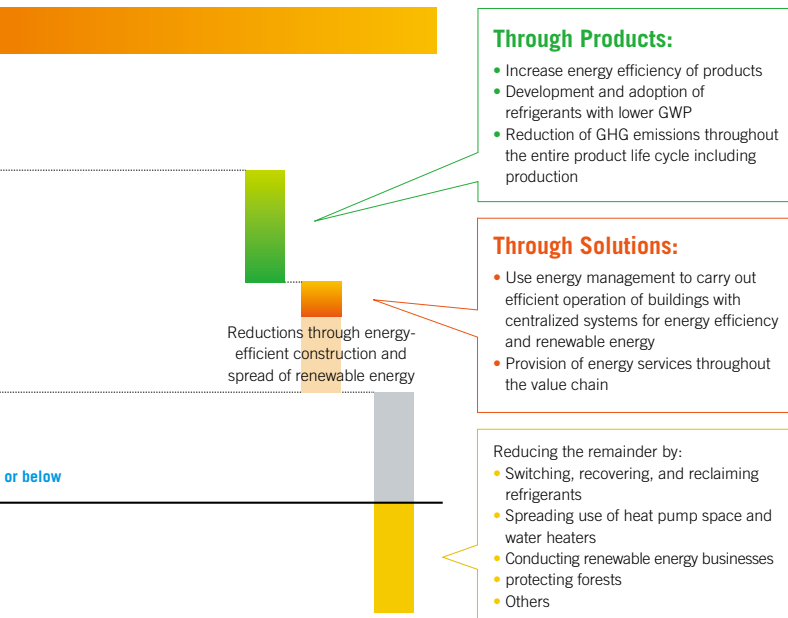 Through Products:
• Increase energy efficiency of products
• Development and adoption of
refrigerants with lower GWP
• Reduction of GHG emissions throughout
the entire product life cycle including
production
Through Solutions:
• Use energy management to carry out
efficient operation of buildings with
centralized systems for energy efficiency
and renewable energy
• Provision of energy services throughout
the value chain
Reductions through energy-
efficient construction and
spread of renewable energy
or below
Reducing the remainder by:
• Switching, recovering, and reclaiming
refrigerants
• Spreading use of heat pump space and
water heaters
• Conducting renewable energy businesses
• protecting forests
• Others